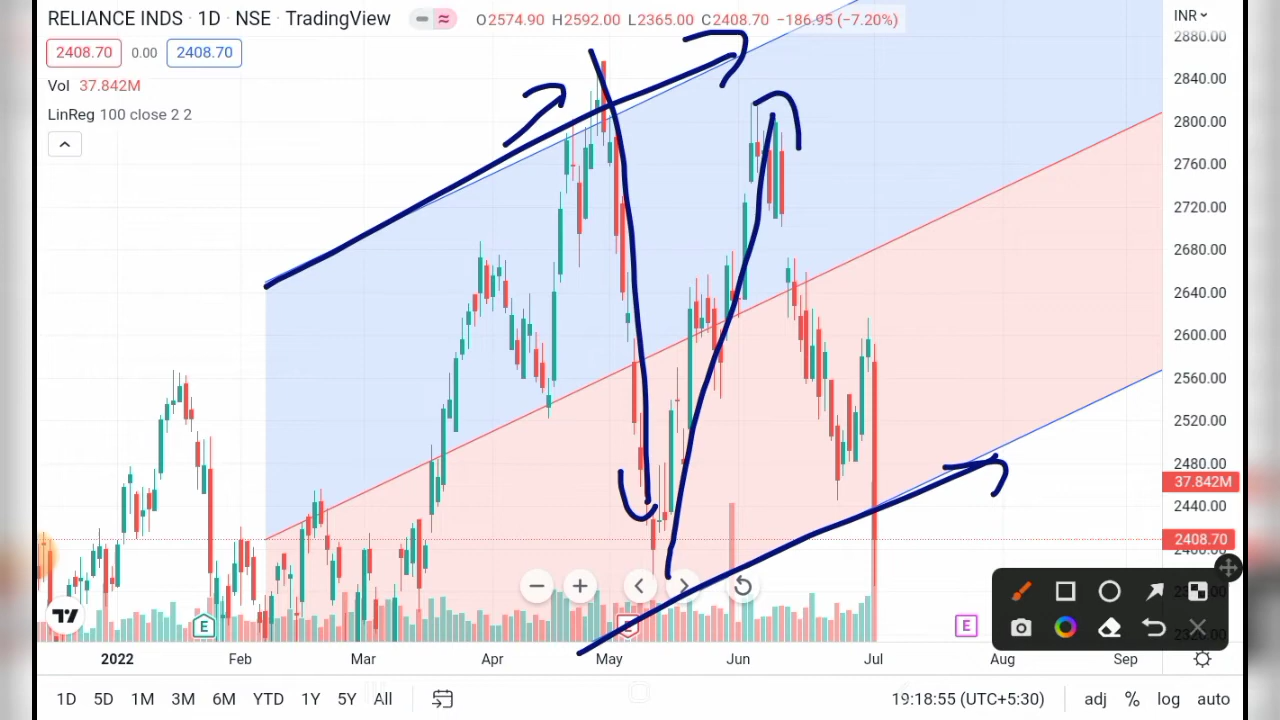 RELIANCE INDS · 1D · NSE · TradingView
O2574.90 H2592.00 L2365.00 C2408.70 −186.95 (−7.20%)
INR
2408.70 0.00 2408.70
Vol 37.842M
LinReg 100 close 2 2
2880.00
2840.00
2800.00
2760.00
2720.00
2680.00
2640.00
2600.00
2560.00
2520.00
2480.00
37.842M
2440.00
2408.70
2400.00
E E E
2022 Feb Mar Apr May Jun Jul Aug Sep
1D 5D 1M 3M 6M YTD 1Y 5Y All 19:18:55 (UTC+5:30) adj % log auto